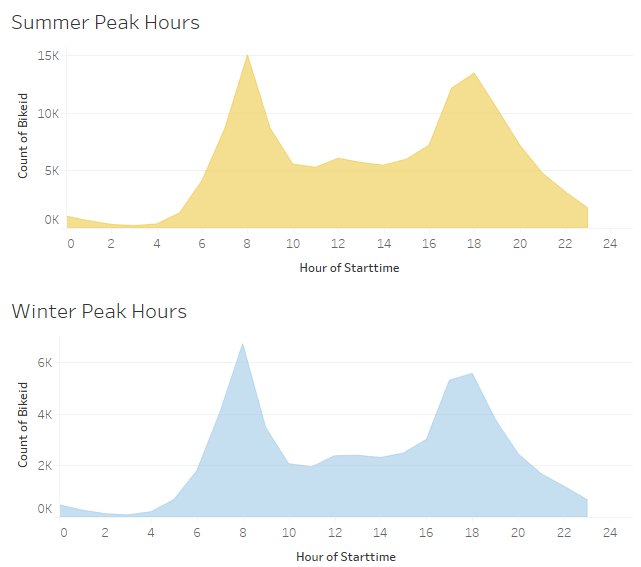 Summer Peak Hours
15K
10K
5K
0K
Count of Bikeid
0 2 4 6 8 10 12 14 16 18 20 22 24
Hour of Starttime
Winter Peak Hours
6K
4K
2K
0K
Count of Bikeid
0 2 4 6 8 10 12 14 16 18 20 22 24
Hour of Starttime